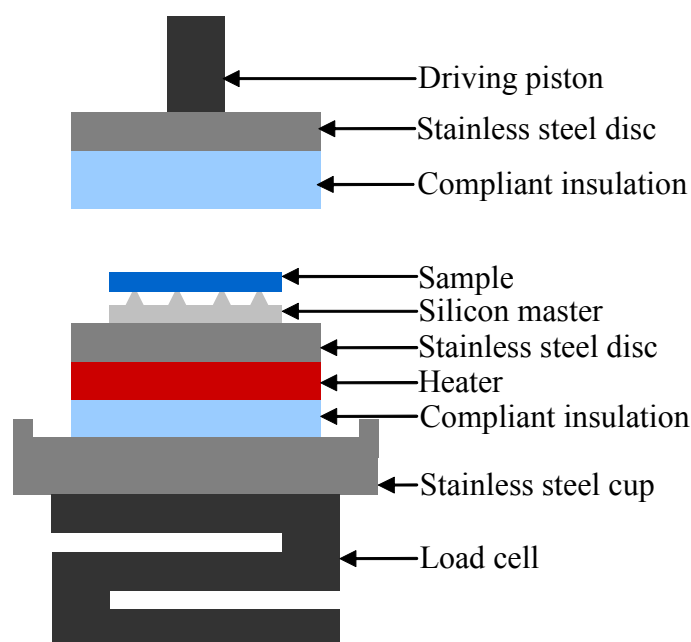 Driving piston
Stainless steel disc
Compliant insulation
Sample
Silicon master
Stainless steel disc
Heater
Compliant insulation
Stainless steel cup
Load cell